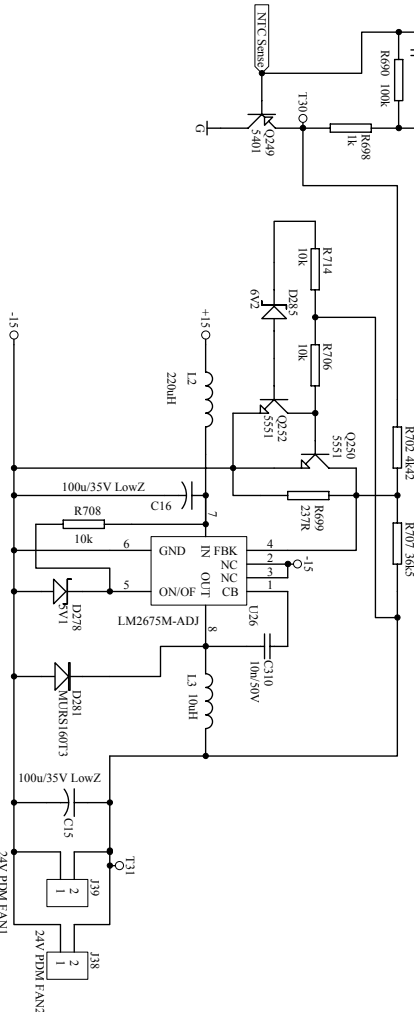 NTC Sense
R690 100k
T30
R698
1k
Q249
5401
G
R714
10k
D285
6V2
R706
10k
Q252
5551
Q250
5551
R702 4k42
R707 36k5
R699
237R
+15
-15
L2
220uH
100u/35V LowZ
C16
R708
10k
7
6
5
4
3
2
1
8
GND
IN
FBK
NC
NC
ON/OF
OUT
CB
-15
U26
LM2675M-ADJ
D278
5V1
C310
10n/50V
L3 10uH
D281
MURS160T3
100u/35V LowZ
C15
T31
J39
2
1
24V PDM FAN1
J38
2
1
24V PDM FAN2